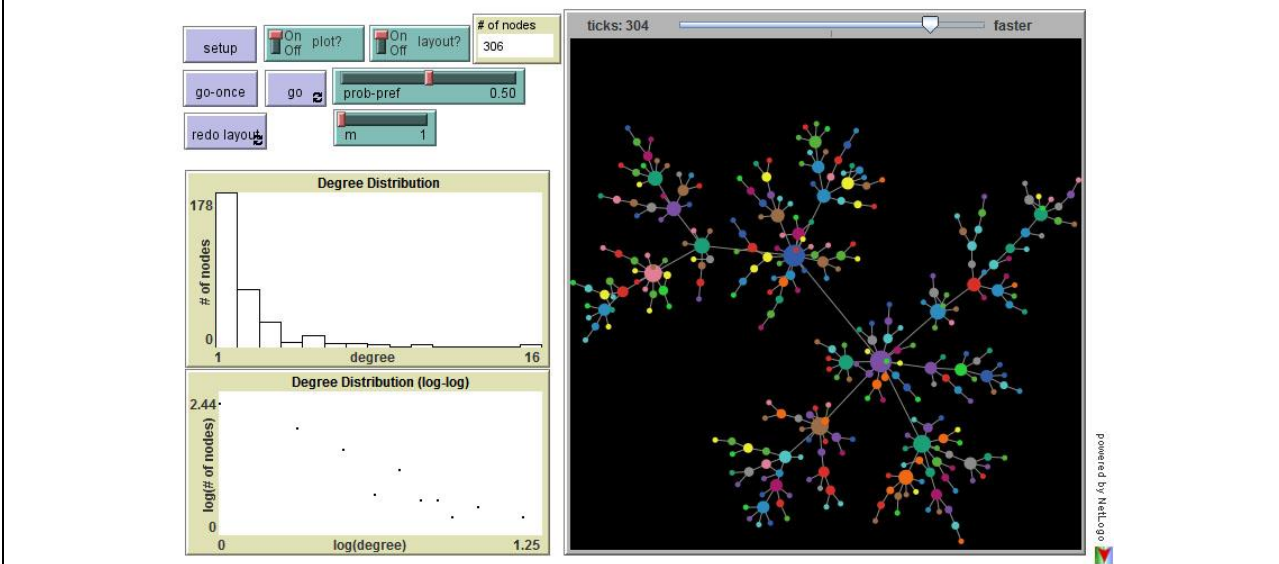 setup
On
Off
plot?
On
Off
layout?
# of nodes
306
go-once
go
prob-pref 0.50
redo layout
m 1
ticks: 304
faster
Degree Distribution
178
# of nodes
0
1
degree
16
Degree Distribution (log-log)
2.44
log(# of nodes)
0
0
log(degree)
1.25
powered by NetLogo